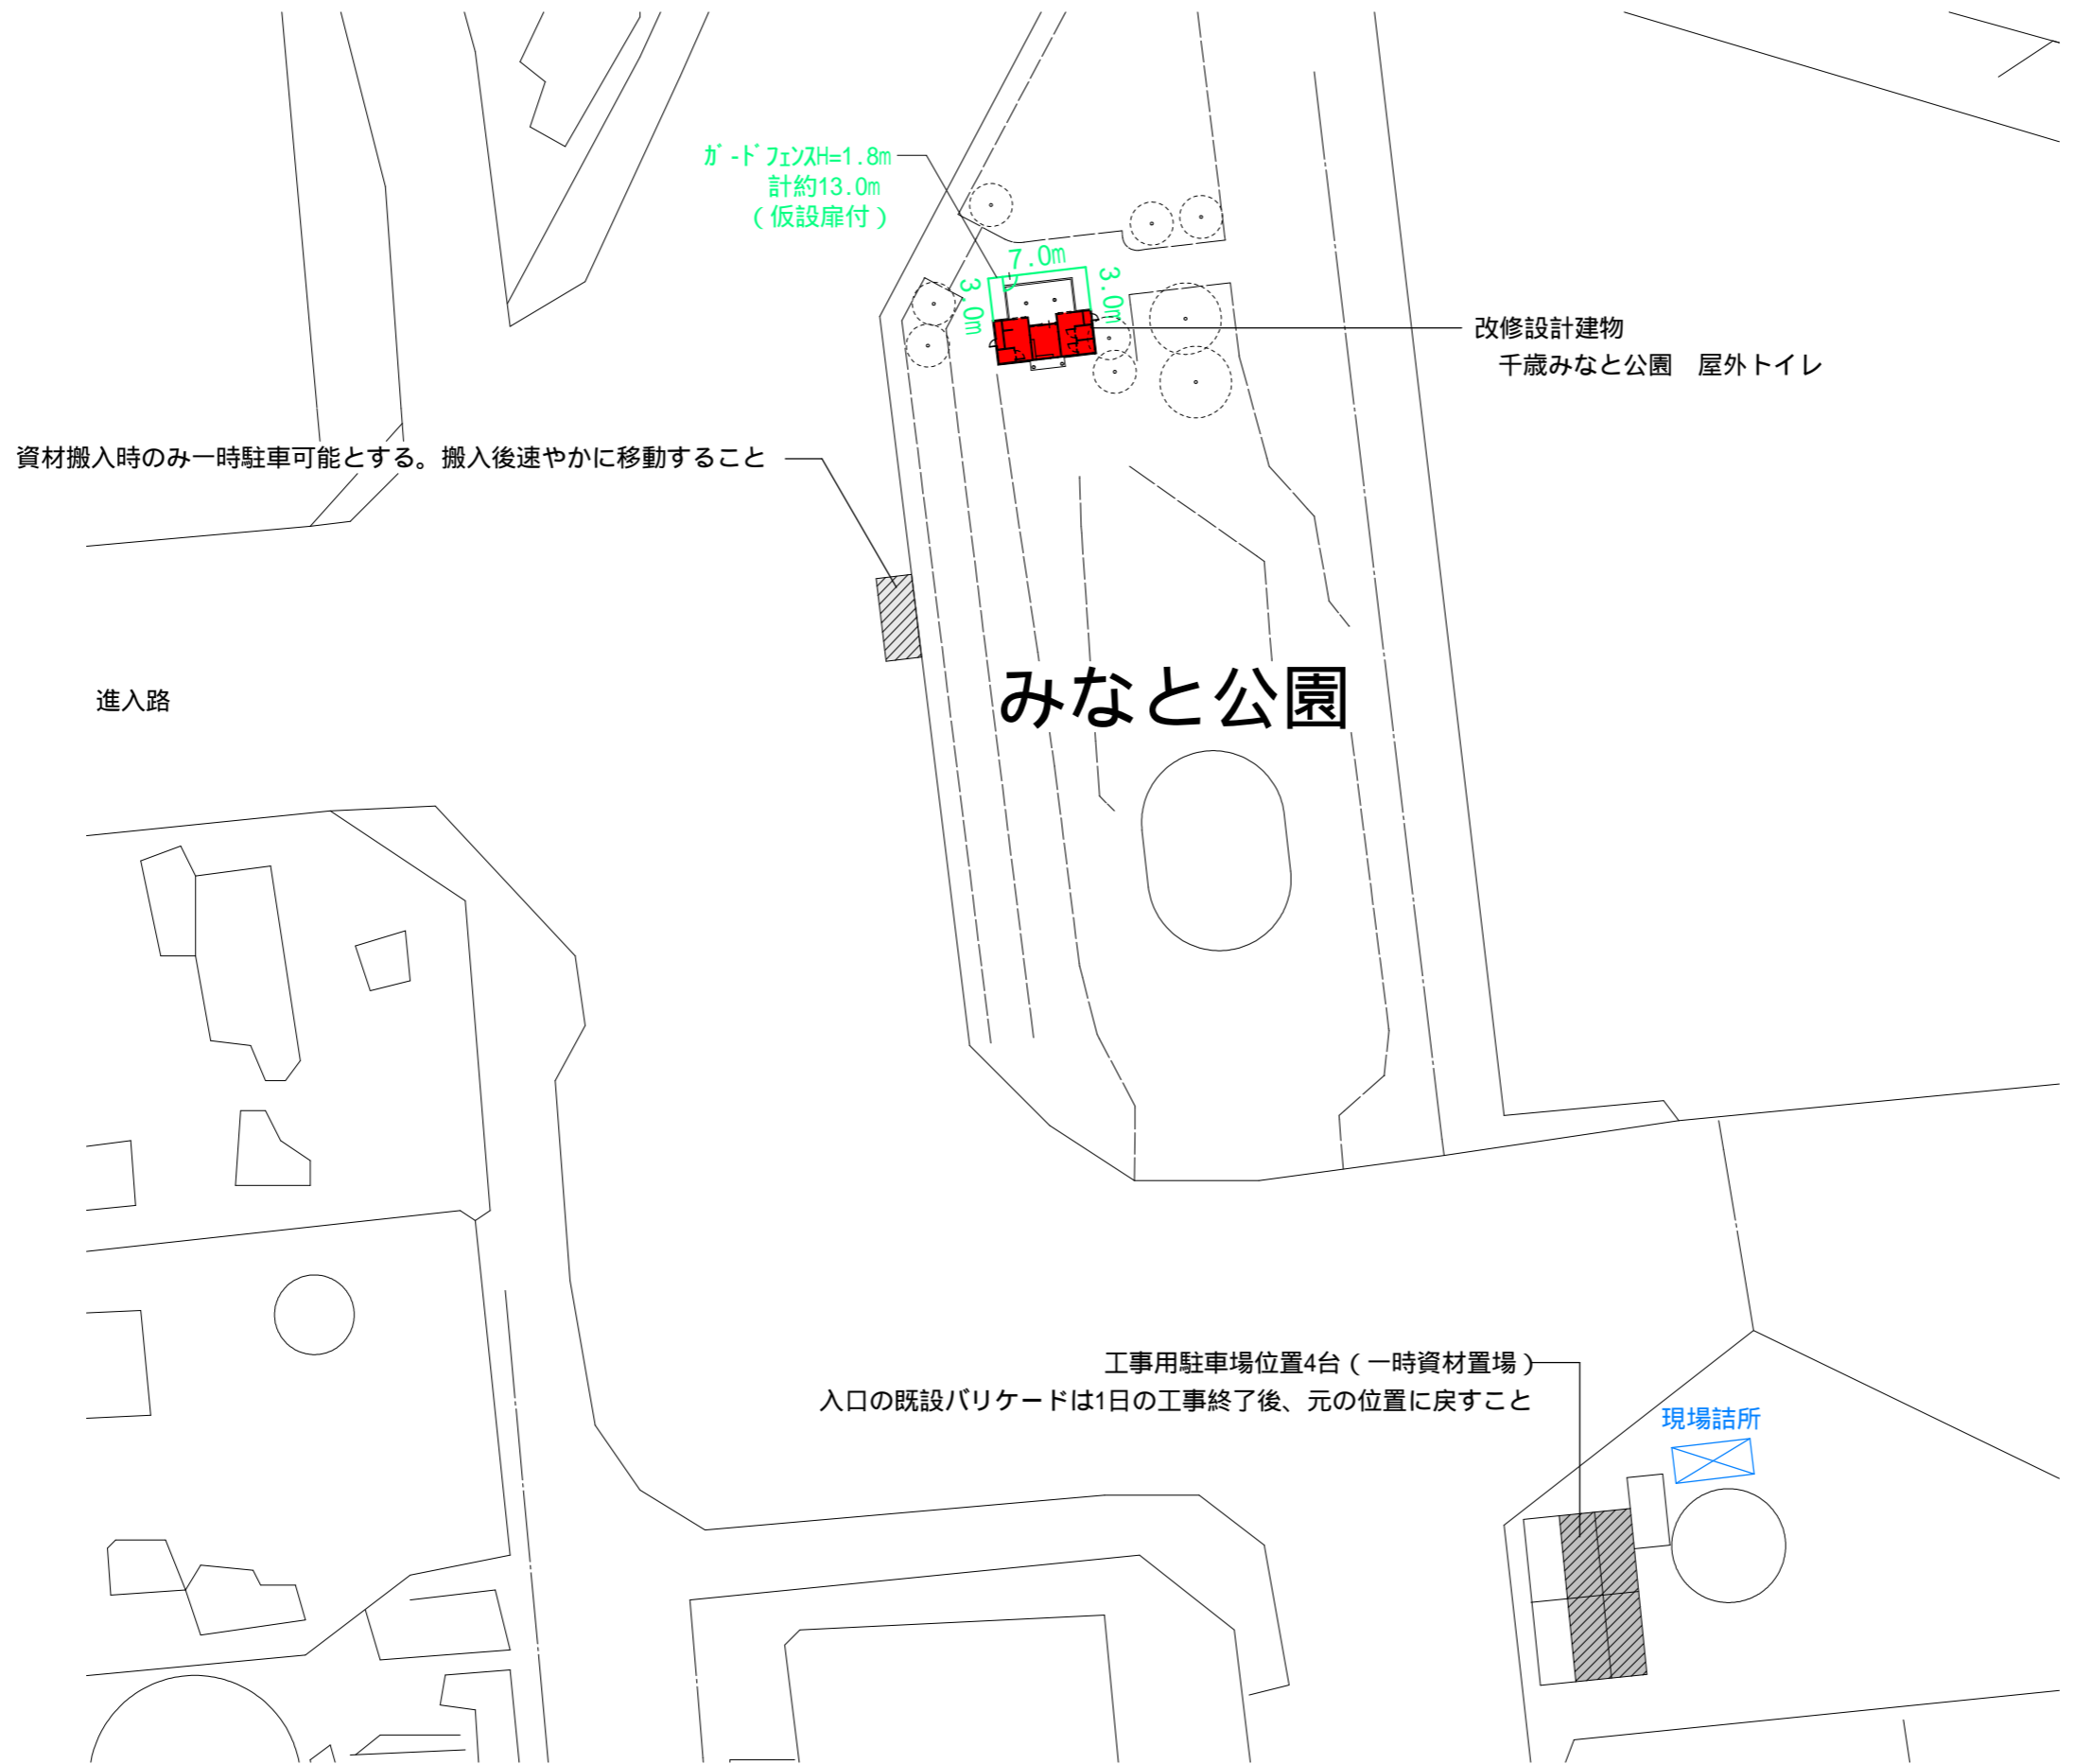 ｶﾞｰﾄﾞﾌｪﾝｽH=1.8m
計約13.0m
（仮設扉付）
7.0m
3.0m
3.0m
改修設計建物
千歳みなと公園　屋外トイレ
資材搬入時のみ一時駐車可能とする。搬入後速やかに移動すること
みなと公園
進入路
工事用駐車場位置4台（一時資材置場）
入口の既設バリケードは1日の工事終了後、元の位置に戻すこと
現場詰所